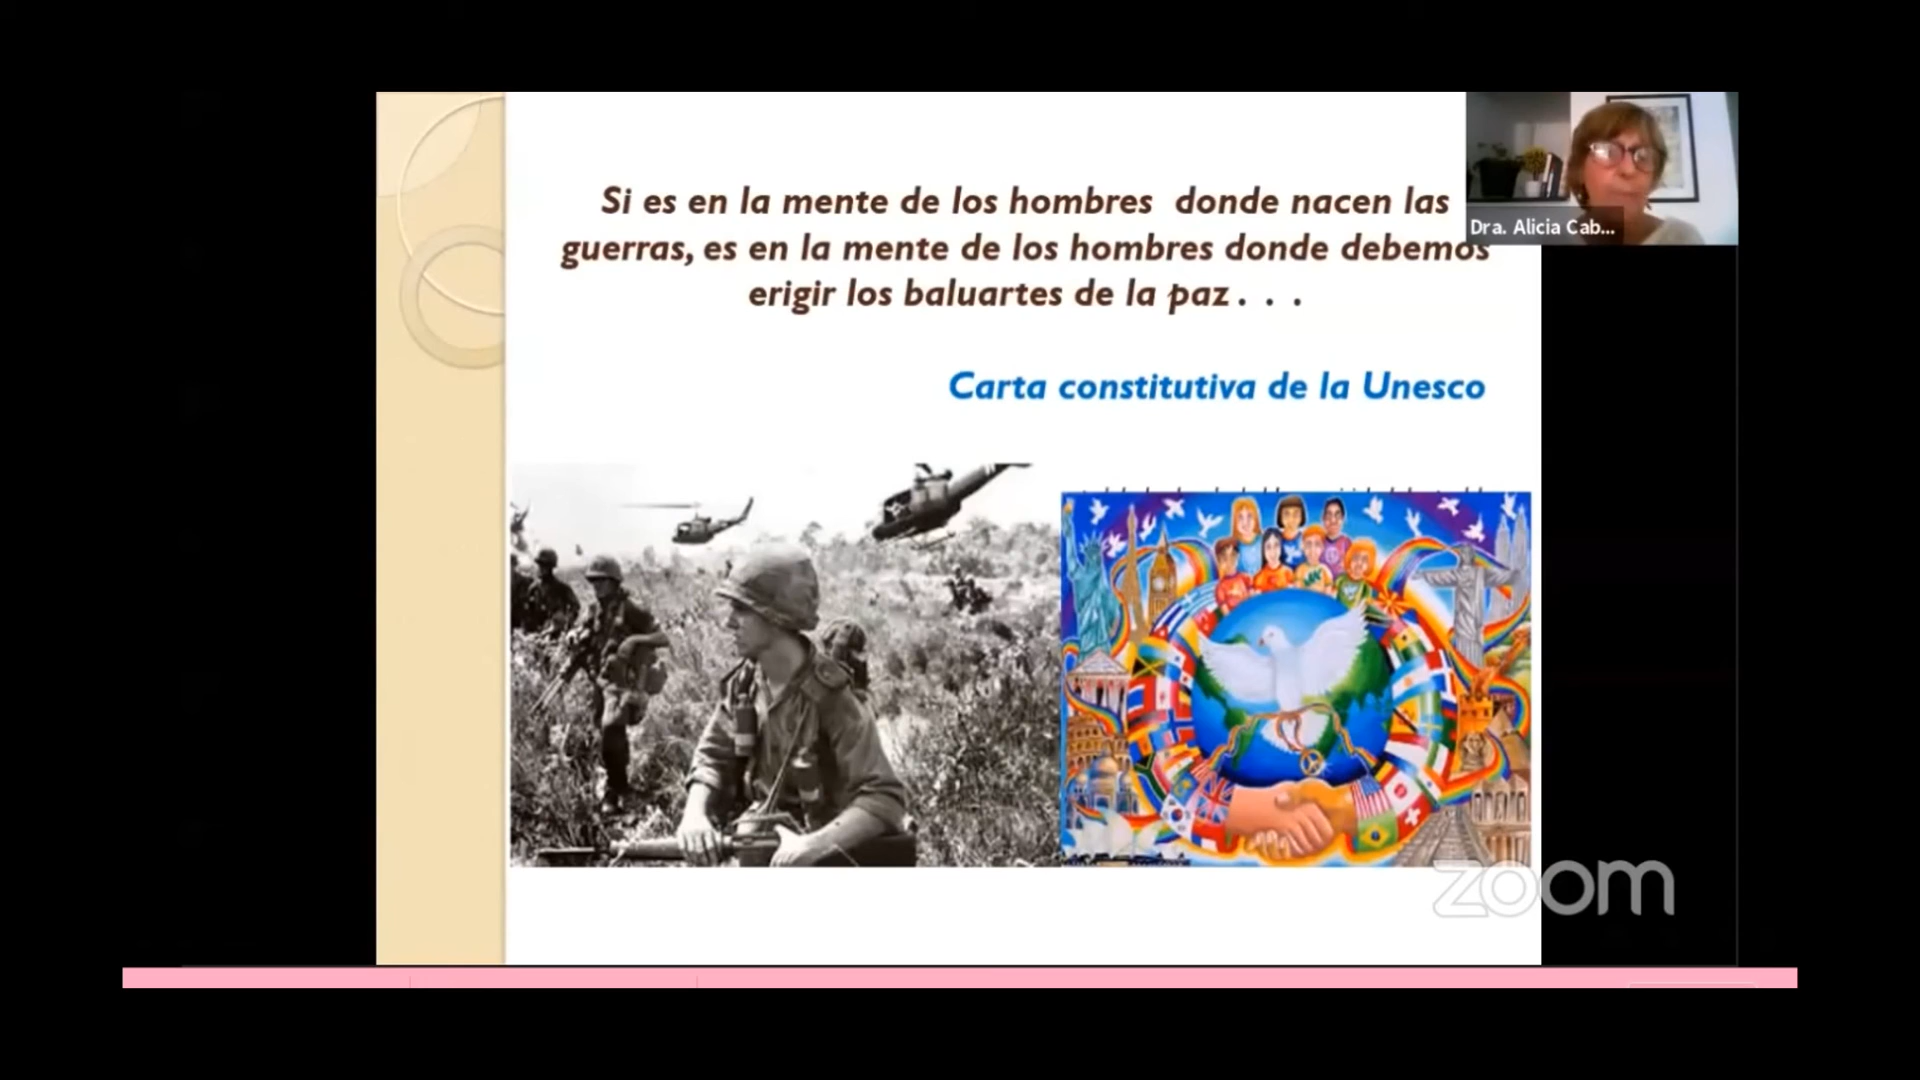 Si es en la mente de los hombres donde nacen las
guerras, es en la mente de los hombres donde debemos
erigir los baluartes de la paz . . .
Carta constitutiva de la Unesco
Dra. Alicia Cab...
zoom